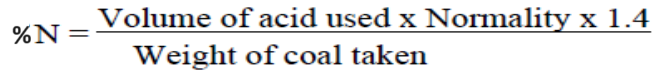 %N = Volume of acid used x Normality x 1.4
Weight of coal taken